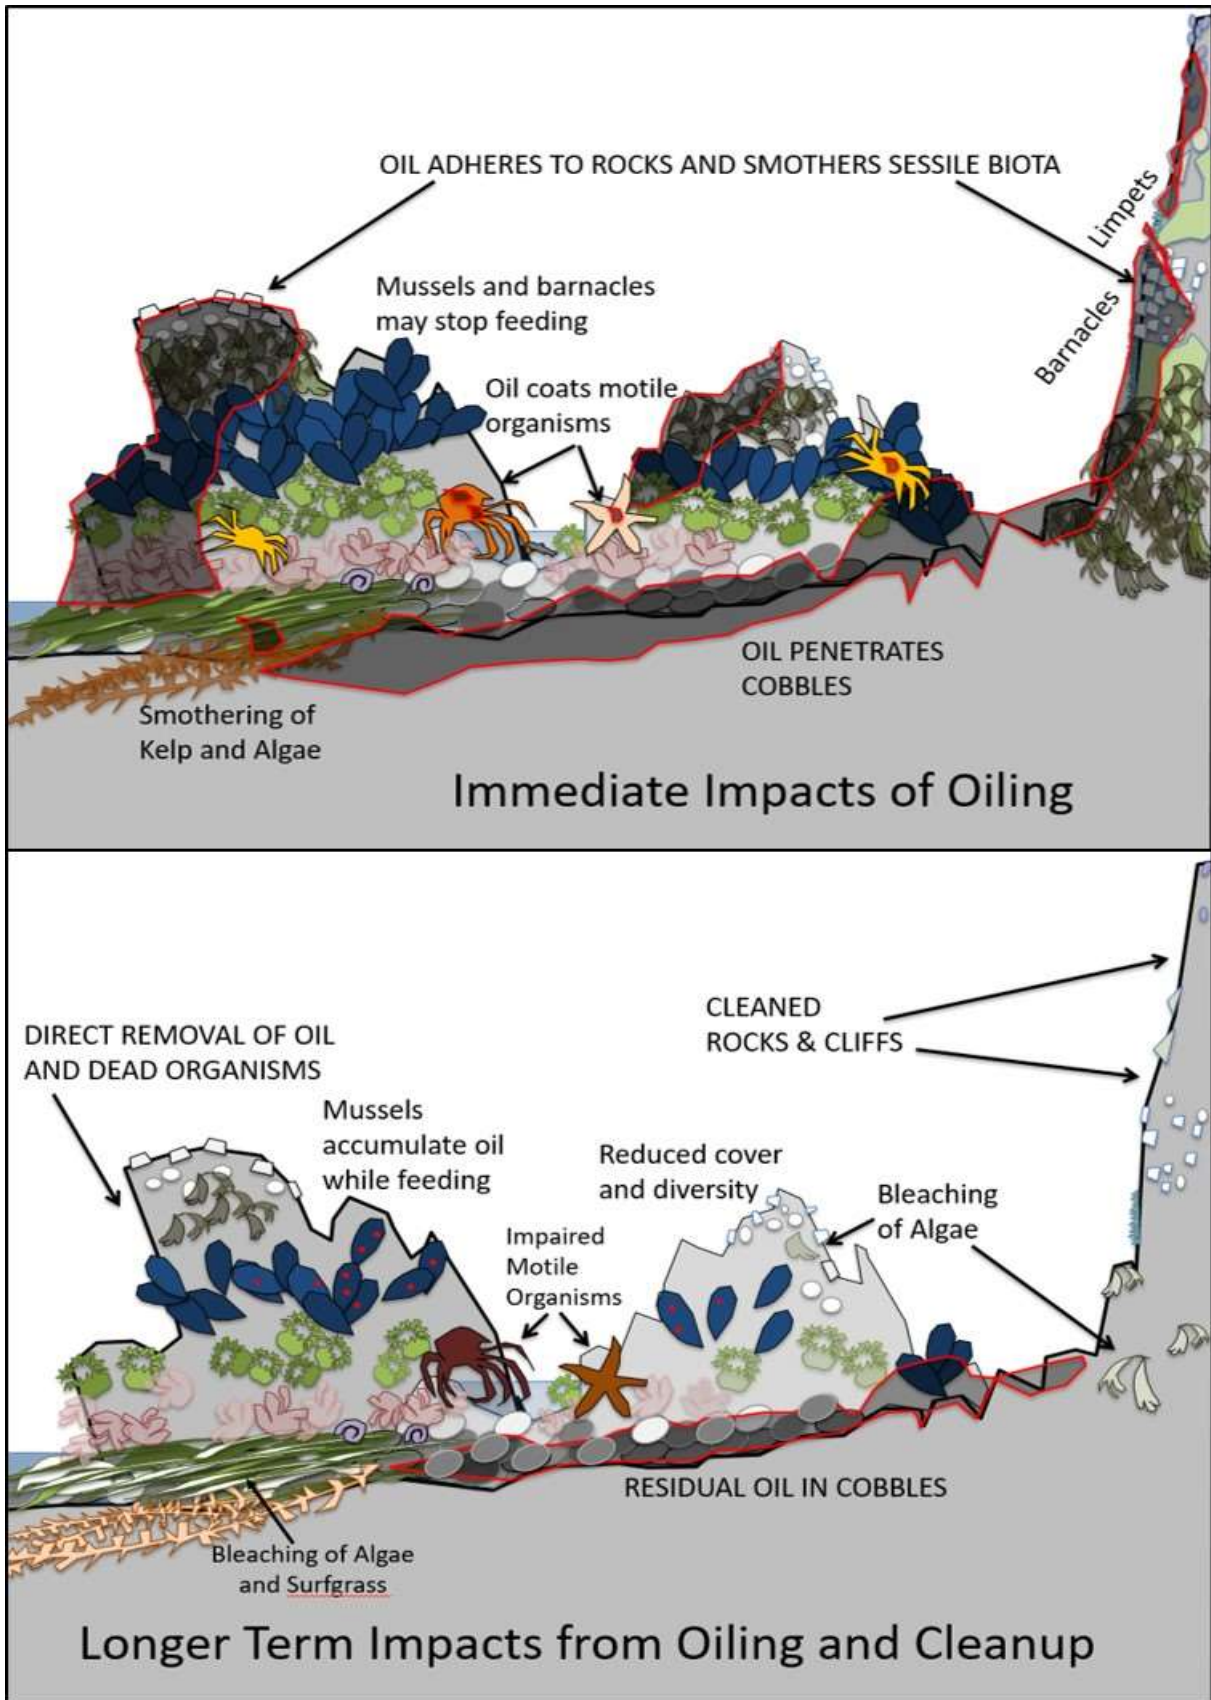 OIL ADHERES TO ROCKS AND SMOTHERS SESSILE BIOTA
Limpets
Barnacles
Mussels and barnacles
may stop feeding
Oil coats motile
organisms
OIL PENETRATES
COBBLES
Smothering of
Kelp and Algae
Immediate Impacts of Oiling
CLEANED
ROCKS & CLIFFS
DIRECT REMOVAL OF OIL
AND DEAD ORGANISMS
Mussels
accumulate oil
while feeding
Reduced cover
and diversity
Bleaching
of Algae
Impaired
Motile
Organisms
RESIDUAL OIL IN COBBLES
Bleaching of Algae
and Surfgrass
Longer Term Impacts from Oiling and Cleanup